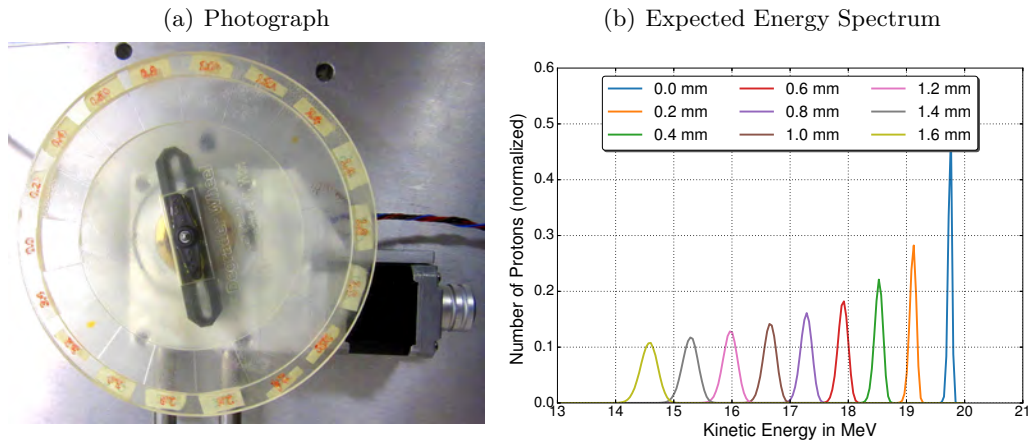 (a) Photograph
(b) Expected Energy Spectrum
0.0
0.2
Number of Protons (normalized)
0.6
0.5
0.4
0.3
0.2
0.1
0.0
0.0 mm
0.2 mm
0.4 mm
0.6 mm
0.8 mm
1.0 mm
1.2 mm
1.4 mm
1.6 mm
13 14 15 16 17 18 19 20 21
Kinetic Energy in MeV